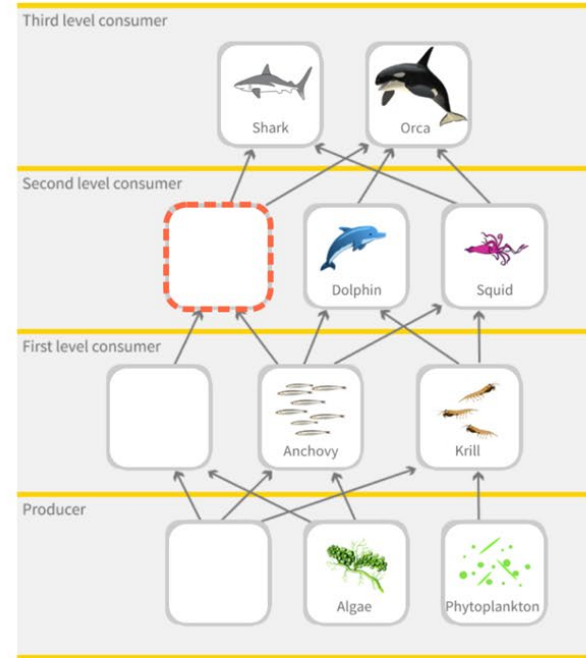 Third level consumer
Shark
Orca
Second level consumer
Dolphin
Squid
First level consumer
Anchovy
Krill
Producer
Algae
Phytoplankton